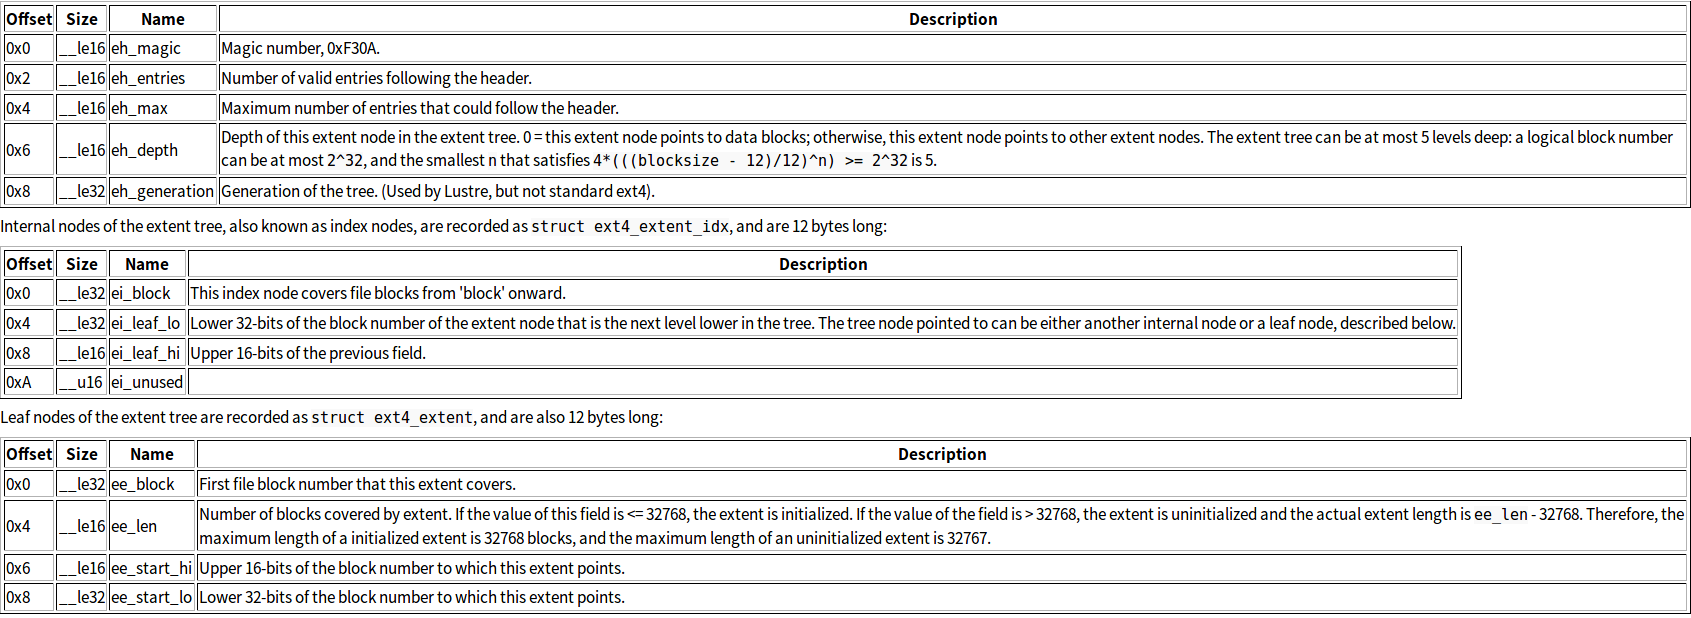 Offset Size Name Description
0x0 __le16 eh_magic Magic number, 0xF30A.
0x2 __le16 eh_entries Number of valid entries following the header.
0x4 __le16 eh_max Maximum number of entries that could follow the header.
0x6 __le16 eh_depth Depth of this extent node in the extent tree. 0 = this extent node points to data blocks; otherwise, this extent node points to other extent nodes. The extent tree can be at most 5 levels deep: a logical block number
can be at most 2^32, and the smallest n that satisfies 4*(((blocksize - 12)/12)^n) >= 2^32 is 5.
0x8 __le32 eh_generation Generation of the tree. (Used by Lustre, but not standard ext4).
Internal nodes of the extent tree, also known as index nodes, are recorded as struct ext4_extent_idx, and are 12 bytes long:
Offset Size Name Description
0x0 __le32 ei_block This index node covers file blocks from 'block' onward.
0x4 __le32 ei_leaf_lo Lower 32-bits of the block number of the extent node that is the next level lower in the tree. The tree node pointed to can be either another internal node or a leaf node, described below.
0x8 __le16 ei_leaf_hi Upper 16-bits of the previous field.
0xA __u16 ei_unused
Leaf nodes of the extent tree are recorded as struct ext4_extent, and are also 12 bytes long:
Offset Size Name Description
0x0 __le32 ee_block First file block number that this extent covers.
0x4 __le16 ee_len Number of blocks covered by extent. If the value of this field is <= 32768, the extent is initialized. If the value of the field is > 32768, the extent is uninitialized and the actual extent length is ee_len - 32768. Therefore, the
maximum length of a initialized extent is 32768 blocks, and the maximum length of an uninitialized extent is 32767.
0x6 __le16 ee_start_hi Upper 16-bits of the block number to which this extent points.
0x8 __le32 ee_start_lo Lower 32-bits of the block number to which this extent points.